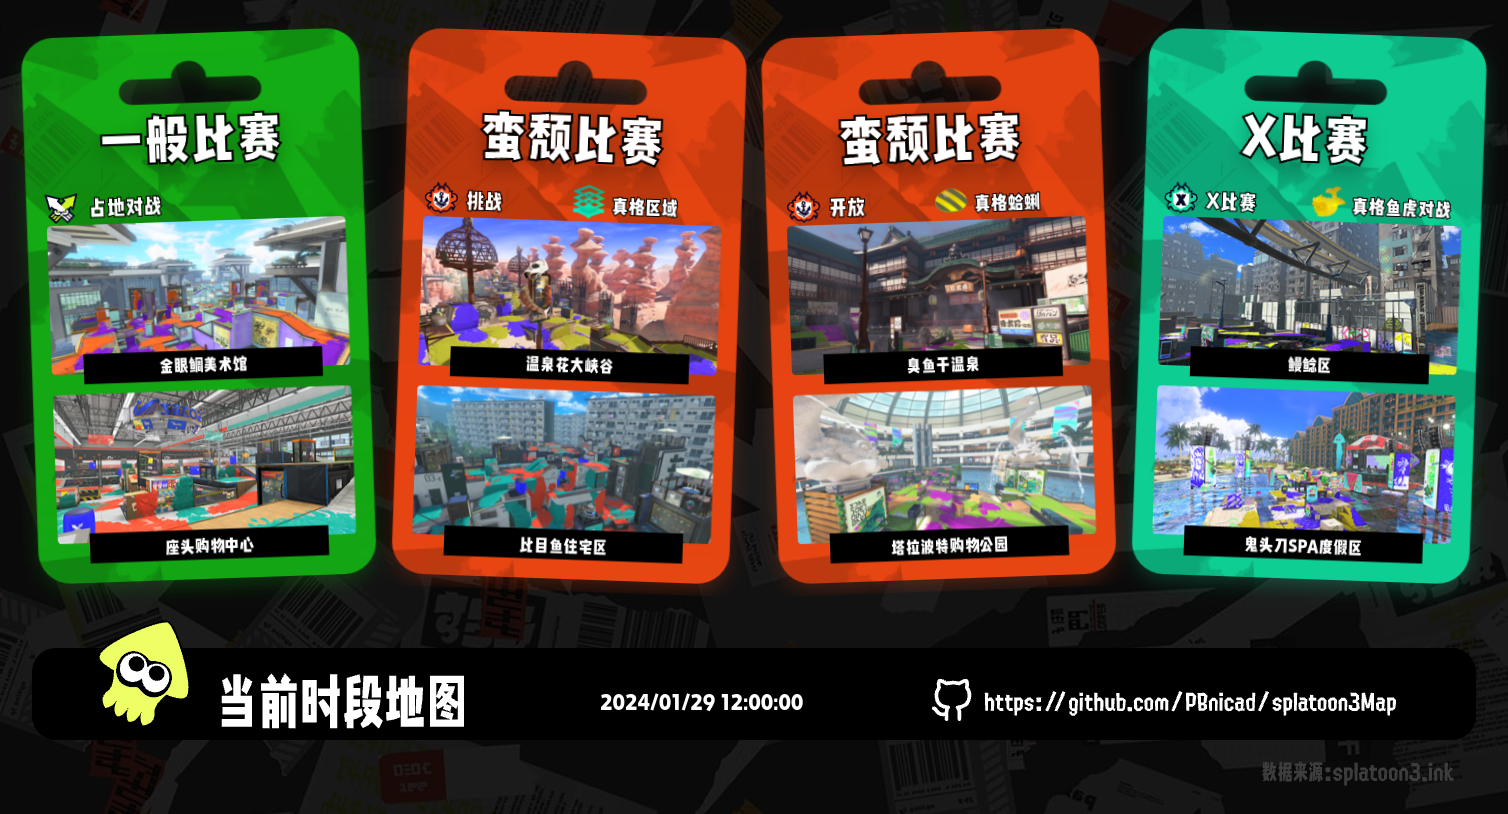 一般比赛
占地对战
金眼鲷美术馆
座头购物中心
蛮颓比赛
挑战
真格区域
温泉花大峡谷
比目鱼住宅区
蛮颓比赛
开放
真格蛤蜊
臭鱼干温泉
塔拉波特购物公园
X比赛
X比赛
真格鱼虎对战
鳗鲶区
鬼头刀SPA度假区
当前时段地图
2024/01/29 12:00:00
https://github.com/PBnicad/splatoon3Map
数据来源:splatoon3.ink